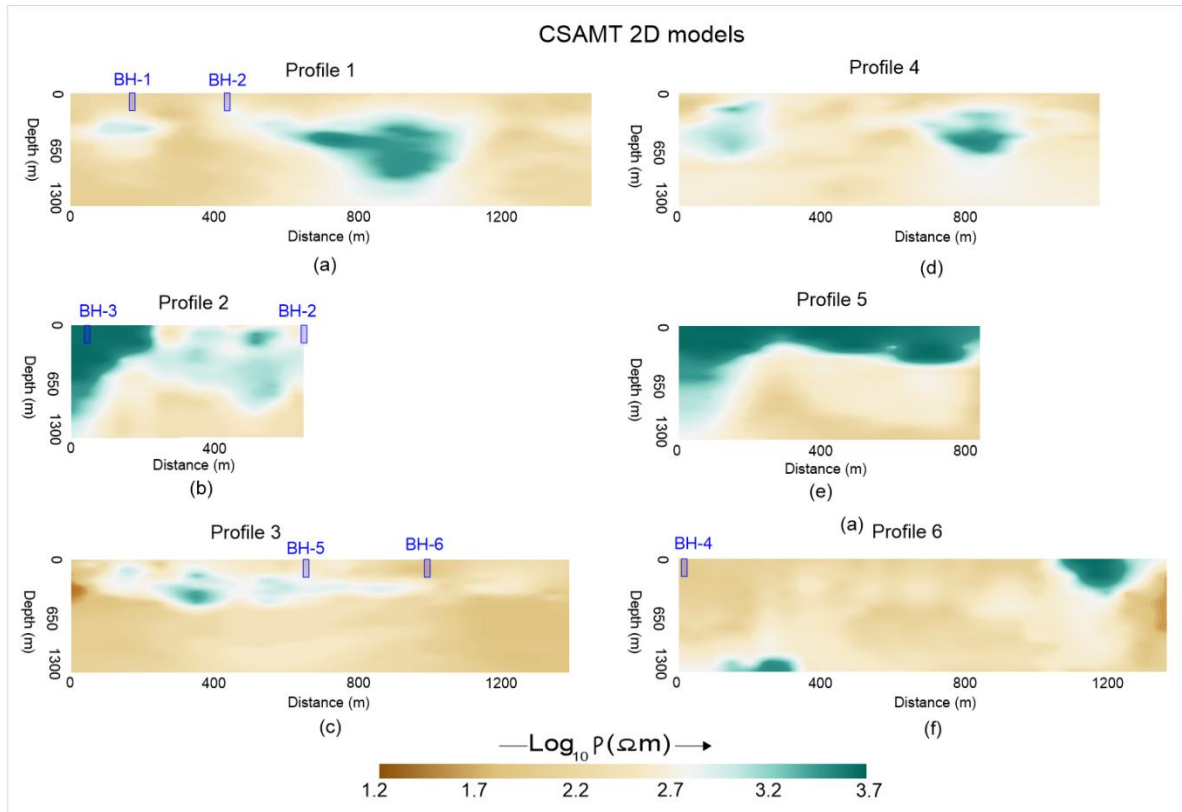 CSAMT 2D models
Profile 1
BH-1
BH-2
0
650
1300
Depth (m)
0
400
800
1200
Distance (m)
(a)
Profile 4
0
650
1300
Depth (m)
0
400
800
Distance (m)
(d)
Profile 2
BH-3
BH-2
0
650
1300
Depth (m)
0
400
Distance (m)
(b)
Profile 5
0
650
1300
Depth (m)
0
400
800
Distance (m)
(e)
(a)
Profile 3
BH-5
BH-6
0
650
1300
Depth (m)
0
400
800
1200
Distance (m)
(c)
Profile 6
BH-4
0
650
1300
Depth (m)
0
400
800
1200
Distance (m)
(f)
Log10 ρ(Ωm)
1.2 1.7 2.2 2.7 3.2 3.7